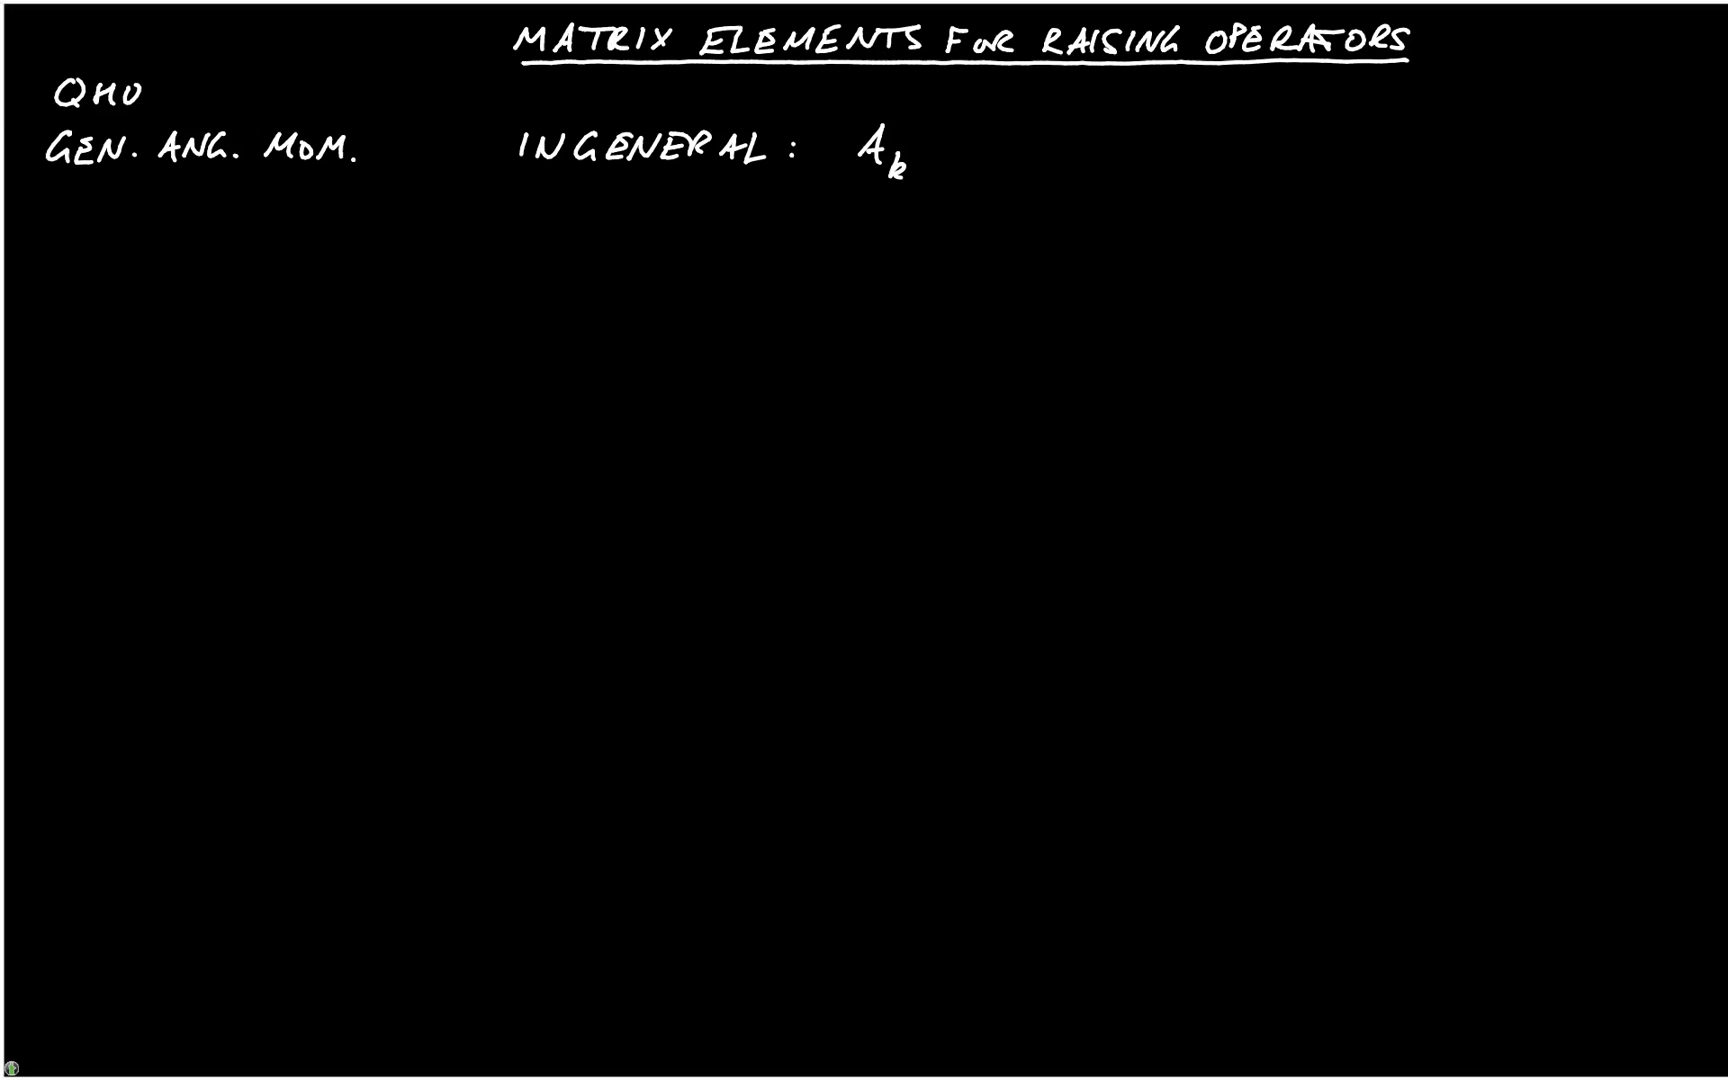 MATRIX ELEMENTS FOR RAISING OPERATORS
QHO
GEN. ANG. MOM. IN GENERAL : A_k